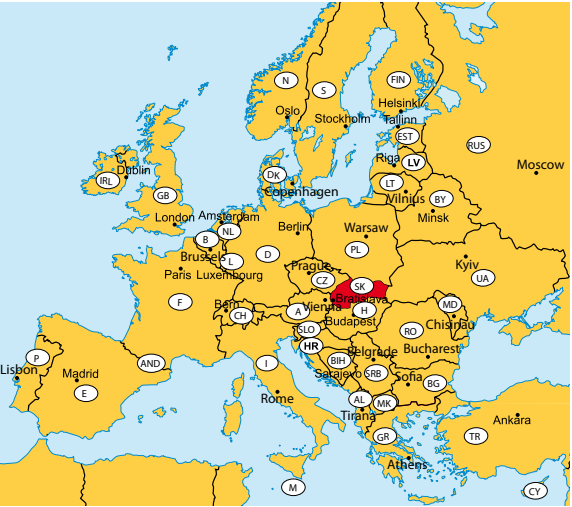 N
S
FIN
Oslo
Stockholm
Helsinki
Tallinn
EST
RUS
Moscow
Riga
LV
LT
Vilnius
BY
Minsk
Dublin
IRL
GB
London
DK
Copenhagen
Amsterdam
NL
B
Brussels
L
Luxembourg
Paris
F
Berlin
D
Warsaw
PL
Prague
CZ
SK
Bratislava
Kyiv
UA
Bern
CH
A
Vienna
H
Budapest
MD
Chisinau
RO
Bucharest
SLO
HR
BIH
Sarajevo
Belgrade
SRB
Sofia
BG
P
Lisbon
Madrid
E
AND
I
Rome
AL
Tirana
MK
GR
Athens
Ankara
TR
M
CY